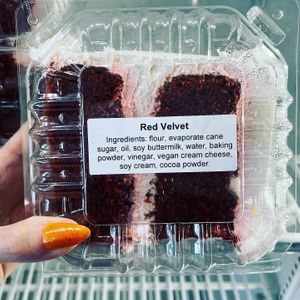 Red Velvet
Ingredients: flour, evaporate cane
sugar, oil, soy buttermilk, water, baking
powder, vinegar, vegan cream cheese,
soy cream, cocoa powder.